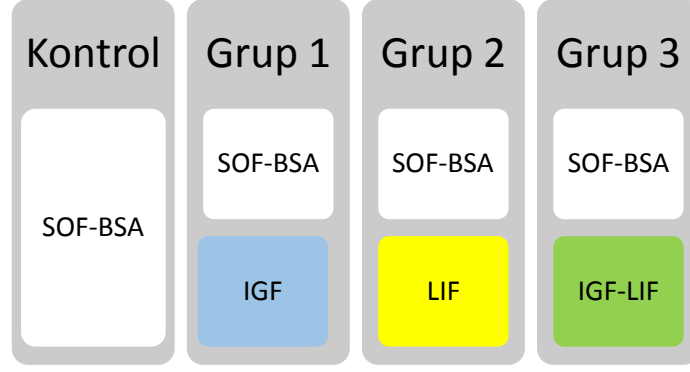 Kontrol
SOF-BSA
Grup 1
SOF-BSA
IGF
Grup 2
SOF-BSA
LIF
Grup 3
SOF-BSA
IGF-LIF